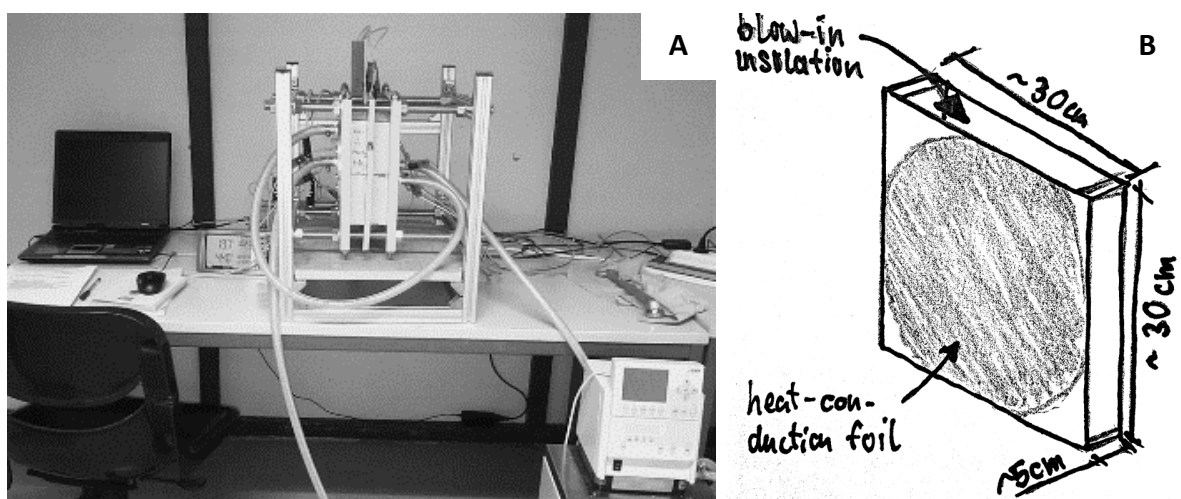 A
blow-in
insulation
B
~30cm
~30cm
heat-con-
duction foil
~5cm